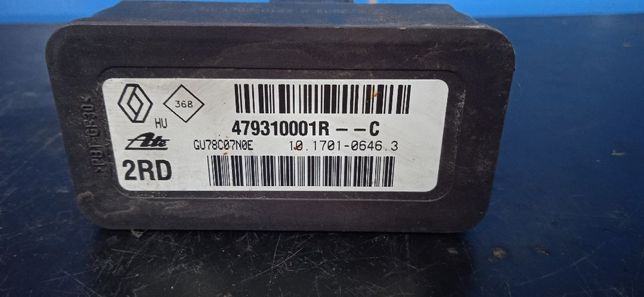 368
HU
479310001R--C
Ate
GU78C07N0E 10.1701-0646.3
2RD